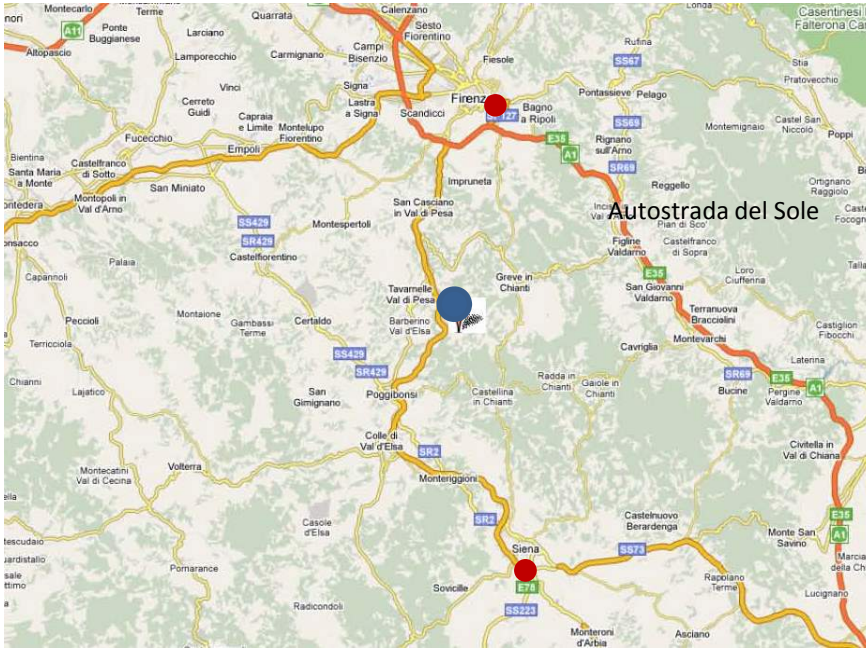 Montecarlo
Montemurlo
Calenzano
Londa
Casentinesi
Falterona Ca
nori
Altopascio
Ponte
Buggianese
Larciano
Lamporecchio
Quarrata
Carmignano
Campi
Bisenzio
Sesto
Fiorentino
Fiesole
Rufina
SS67
Stia
Pratovecchio
A11
Vinci
Cerreto
Guidi
Signa
Lastra
a Signa
Scandicci
Firenz
127
Bagno
a Ripoli
Pontassieve
Pelago
Castel San
Niccolò
Montemignaio
Poppi
Fucecchio
Capraia
e Limite
Montelupo
Fiorentino
Empoli
SS69
E35
A1
Rignano
sull'Arno
SR69
Bientina
Santa Maria
a Monte
Castelfranco
di Sotto
San Miniato
Montopoli in
Val d'Arno
ontedera
Impruneta
Reggello
Ortignano
Raggiolo
San Casciano
in Val di Pesa
Autostrada del Sole
Pian di Sco'
Castelfranco
di Sopra
Figline
Valdarno
Montespertoli
SS429
SR429
Castelfiorentino
onsacco
Palaia
Capannoli
E35
Loro
Ciuffenna
Greve in
Chianti
San Giovanni
Valdarno
Tavarnelle
Val di Pesa
Barberino
Val d'Elsa
Montaione
Gambassi
Terme
Certaldo
Peccioli
Terricciola
Terranuova
Bracciolini
Montevarchi
Castiglion
Fibocchi
Cavriglia
Laterina
SS429
SR429
Chianni
Lajatico
San
Gimignano
Poggibonsi
Castellina
in Chianti
Radda in
Chianti
Gaiole in
Chianti
SR69
Bucine
E35
Pergine
Valdarno
A1
Colle di
Val d'Elsa
SR2
Monteriggioni
Civitella in
Val di Chiana
Montecatini
Val di Cecina
Volterra
Casole
d'Elsa
SR2
Castelnuovo
Berardenga
E35
A1
Monte San
Savino
Siena
SS73
Pomarance
Sovicille
E78
Rapolano
Terme
Lucignano
Radicondoli
SS223
Monteroni
d'Arbia
Asciano